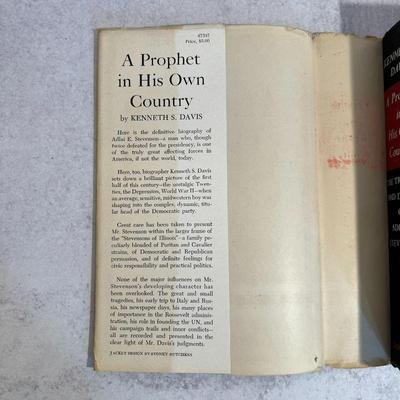 67347
Price, $5.00
A Prophet
in His Own
Country
by KENNETH S. DAVIS
Here is the definitive biography of
Adlai E. Stevenson—a man who, though
twice defeated for the presidency, is one
of the truly great affecting forces in
America, if not the world, today.
Here, too, biographer Kenneth S. Davis
sets down a brilliant picture of the first
half of this century—the nostalgic Twen-
ties, the Depression, World War II—when
an average, sensitive, midwestern boy was
shaping into the complex, dynamic, titu-
lar head of the Democratic party.
Great care has been taken to present
Mr. Stevenson within the larger frame of
the "Stevensons of Illinois"—a family pe-
culiarly blended of Puritan and Cavalier
strains, of Democratic and Republican
persuasion, and of definite feelings for
civic responsibility and practical politics.
None of the major influences on Mr.
Stevenson's developing character has
been overlooked. The great and small
tragedies, his early trip to Italy and Rus-
sia, his newspaper days, his many places
of importance in the Roosevelt adminis-
tration, his role in founding the UN, and
his campaign trails and inner conflicts—
all are recorded and presented in the
clear light of Mr. Davis's judgments.
JACKET DESIGN BY SYDNEY BUTCHKES
KENNE
DAV
A Pro
in
His O
Cou